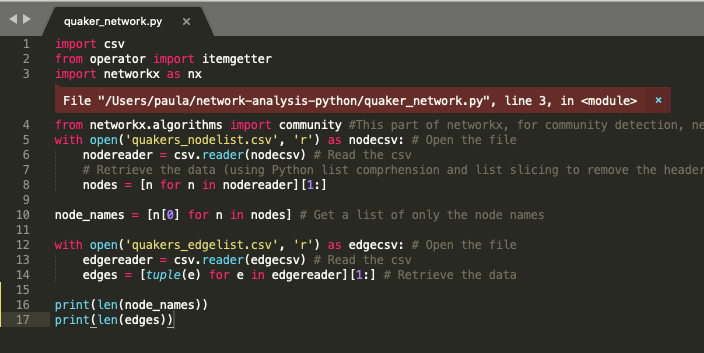 quaker_network.py ×
1 import csv
2 from operator import itemgetter
3 import networkx as nx
File "/Users/paula/network-analysis-python/quaker_network.py", line 3, in <module> ×
4 from networkx.algorithms import community #This part of networkx, for community detection, ne
5 with open('quakers_nodelist.csv', 'r') as nodecsv: # Open the file
6     nodereader = csv.reader(nodecsv) # Read the csv
7     # Retrieve the data (using Python list comprhension and list slicing to remove the header
8     nodes = [n for n in nodereader][1:]
9
10 node_names = [n[0] for n in nodes] # Get a list of only the node names
11
12 with open('quakers_edgelist.csv', 'r') as edgecsv: # Open the file
13     edgereader = csv.reader(edgecsv) # Read the csv
14     edges = [tuple(e) for e in edgereader][1:] # Retrieve the data
15
16 print(len(node_names))
17 print(len(edges))